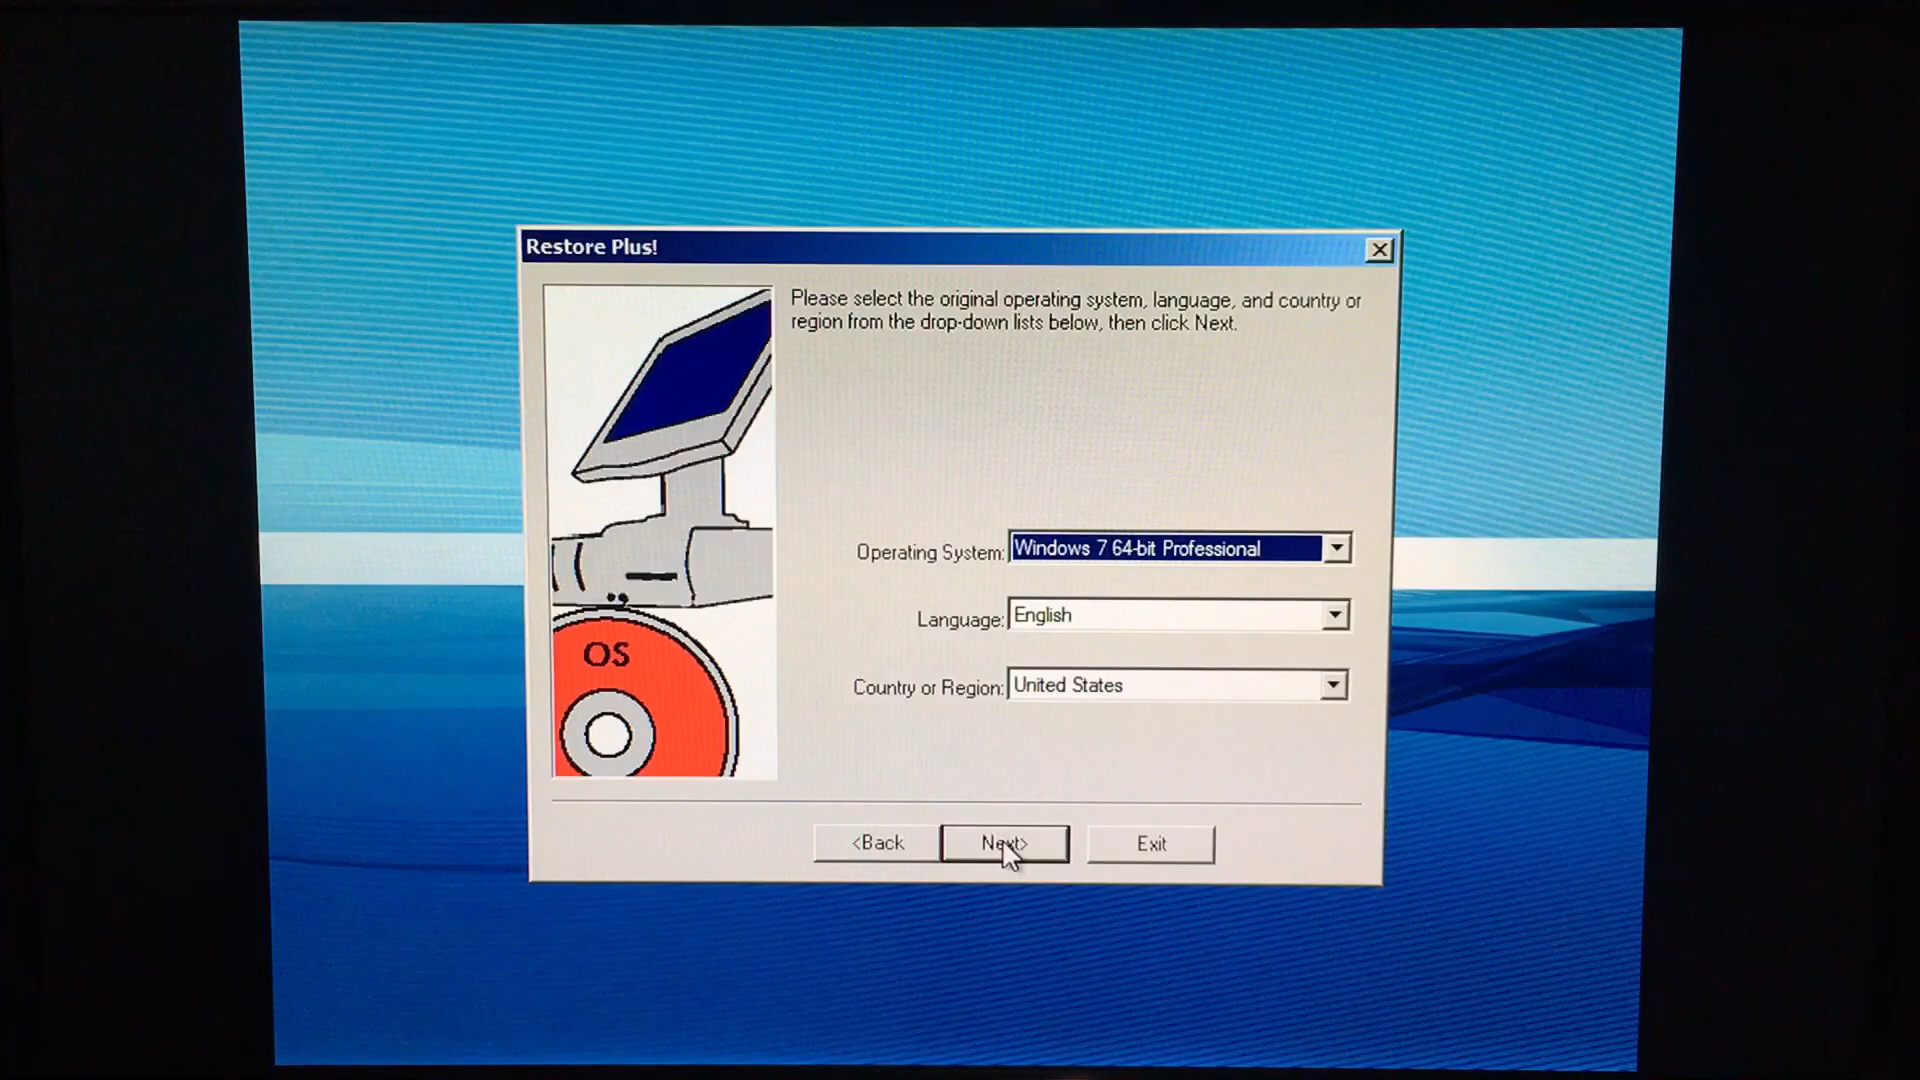 Restore Plus!
Please select the original operating system, language, and country or
region from the drop-down lists below, then click Next.
Operating System: Windows 7 64-bit Professional
Language: English
Country or Region: United States
OS
<Back Next> Exit